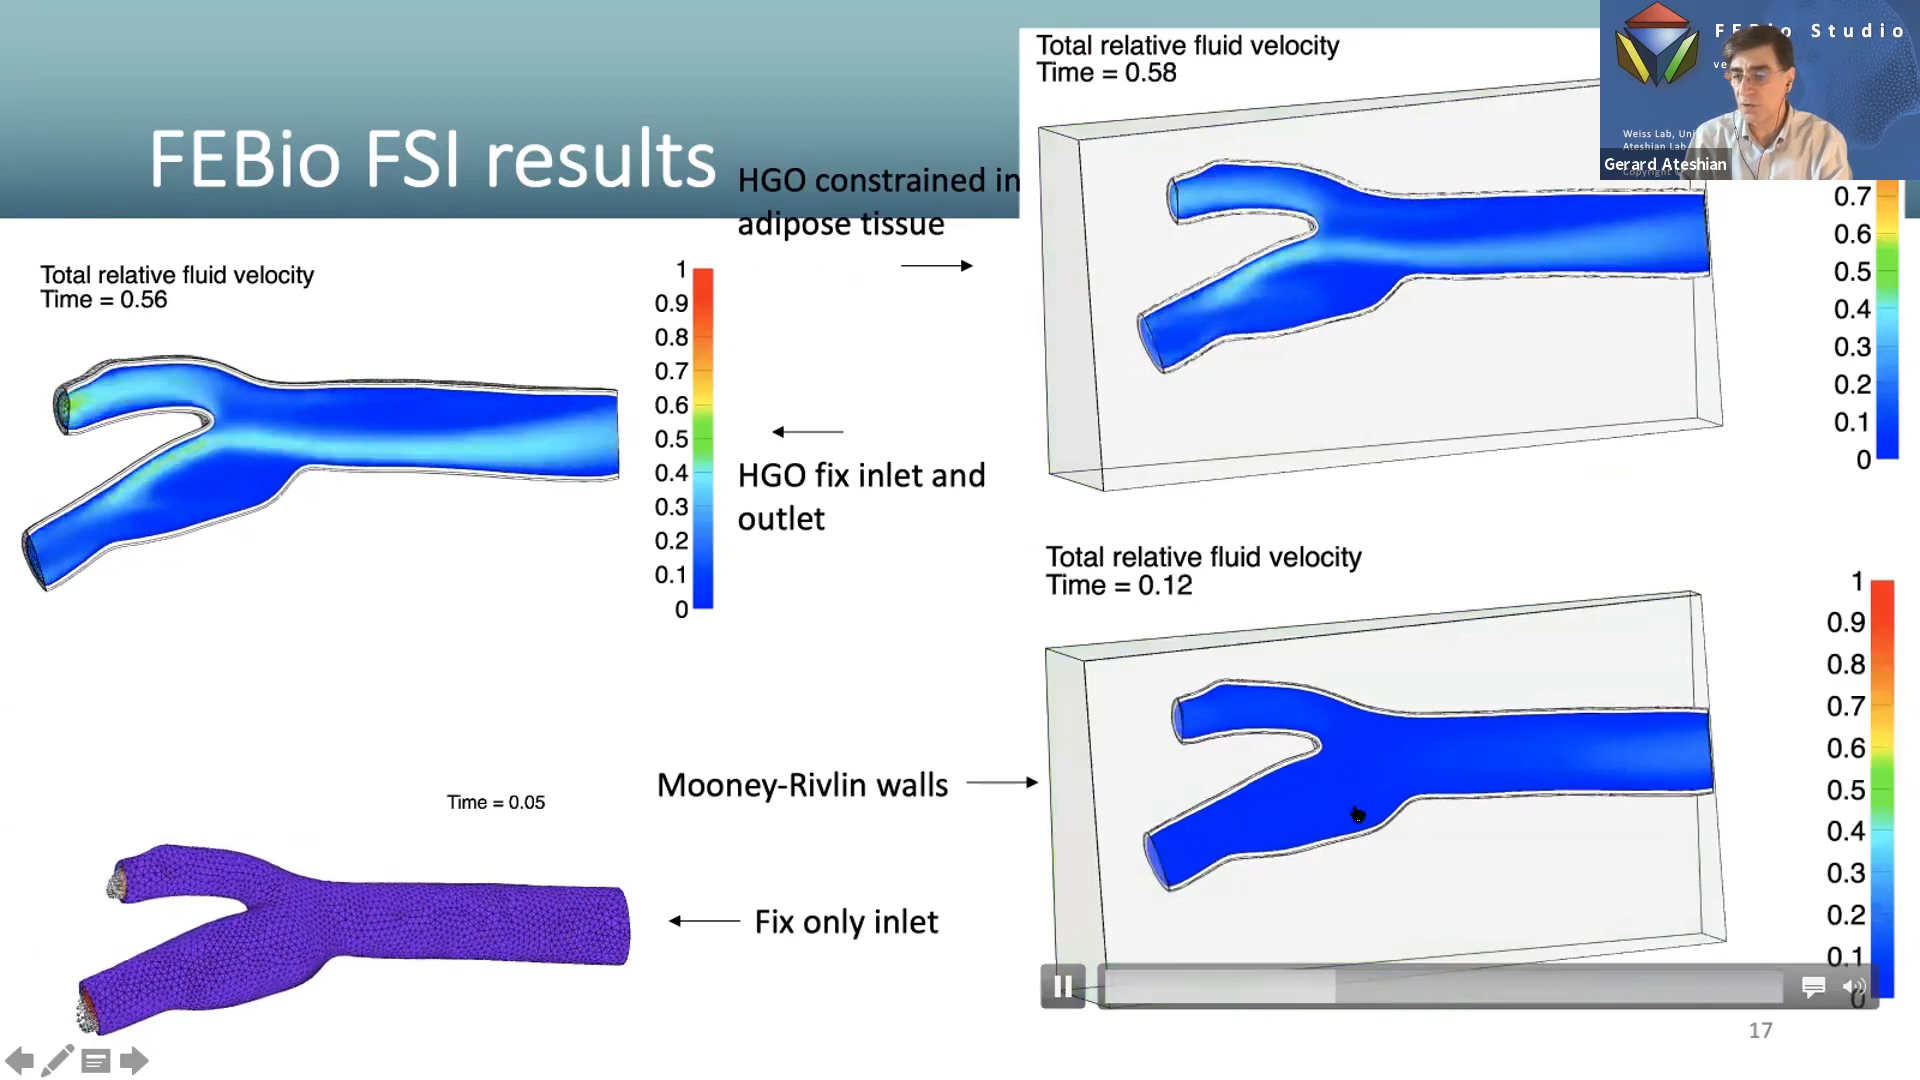 FEBio FSI results
HGO constrained in
adipose tissue
Total relative fluid velocity
Time = 0.58
Studio
Weiss Lab, Uni
Ateshian Lab
Gerard Ateshian
0.7
0.6
0.5
0.4
0.3
0.2
0.1
0
Total relative fluid velocity
Time = 0.56
1
0.9
0.8
0.7
0.6
0.5
0.4
0.3
0.2
0.1
0
HGO fix inlet and
outlet
Total relative fluid velocity
Time = 0.12
1
0.9
0.8
0.7
0.6
0.5
0.4
0.3
0.2
0.1
0
Mooney-Rivlin walls
Time = 0.05
Fix only inlet
17